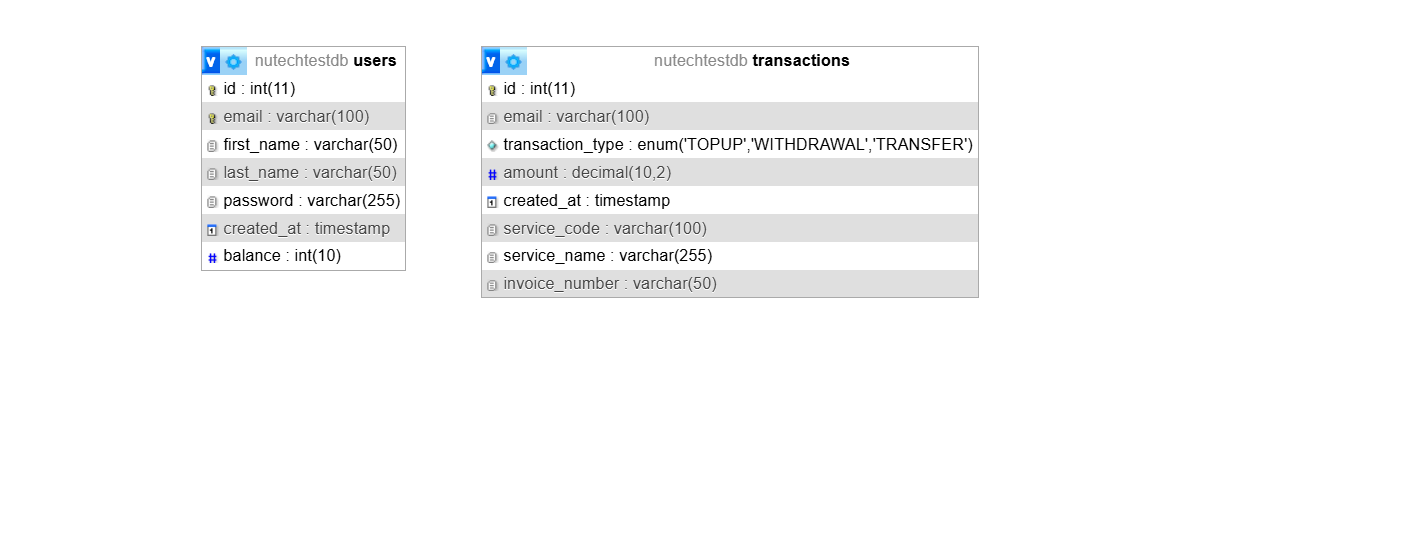 nutechtestdb users
id : int(11)
email : varchar(100)
first_name : varchar(50)
last_name : varchar(50)
password : varchar(255)
created_at : timestamp
balance : int(10)
nutechtestdb transactions
id : int(11)
email : varchar(100)
transaction_type : enum('TOPUP','WITHDRAWAL','TRANSFER')
amount : decimal(10,2)
created_at : timestamp
service_code : varchar(100)
service_name : varchar(255)
invoice_number : varchar(50)